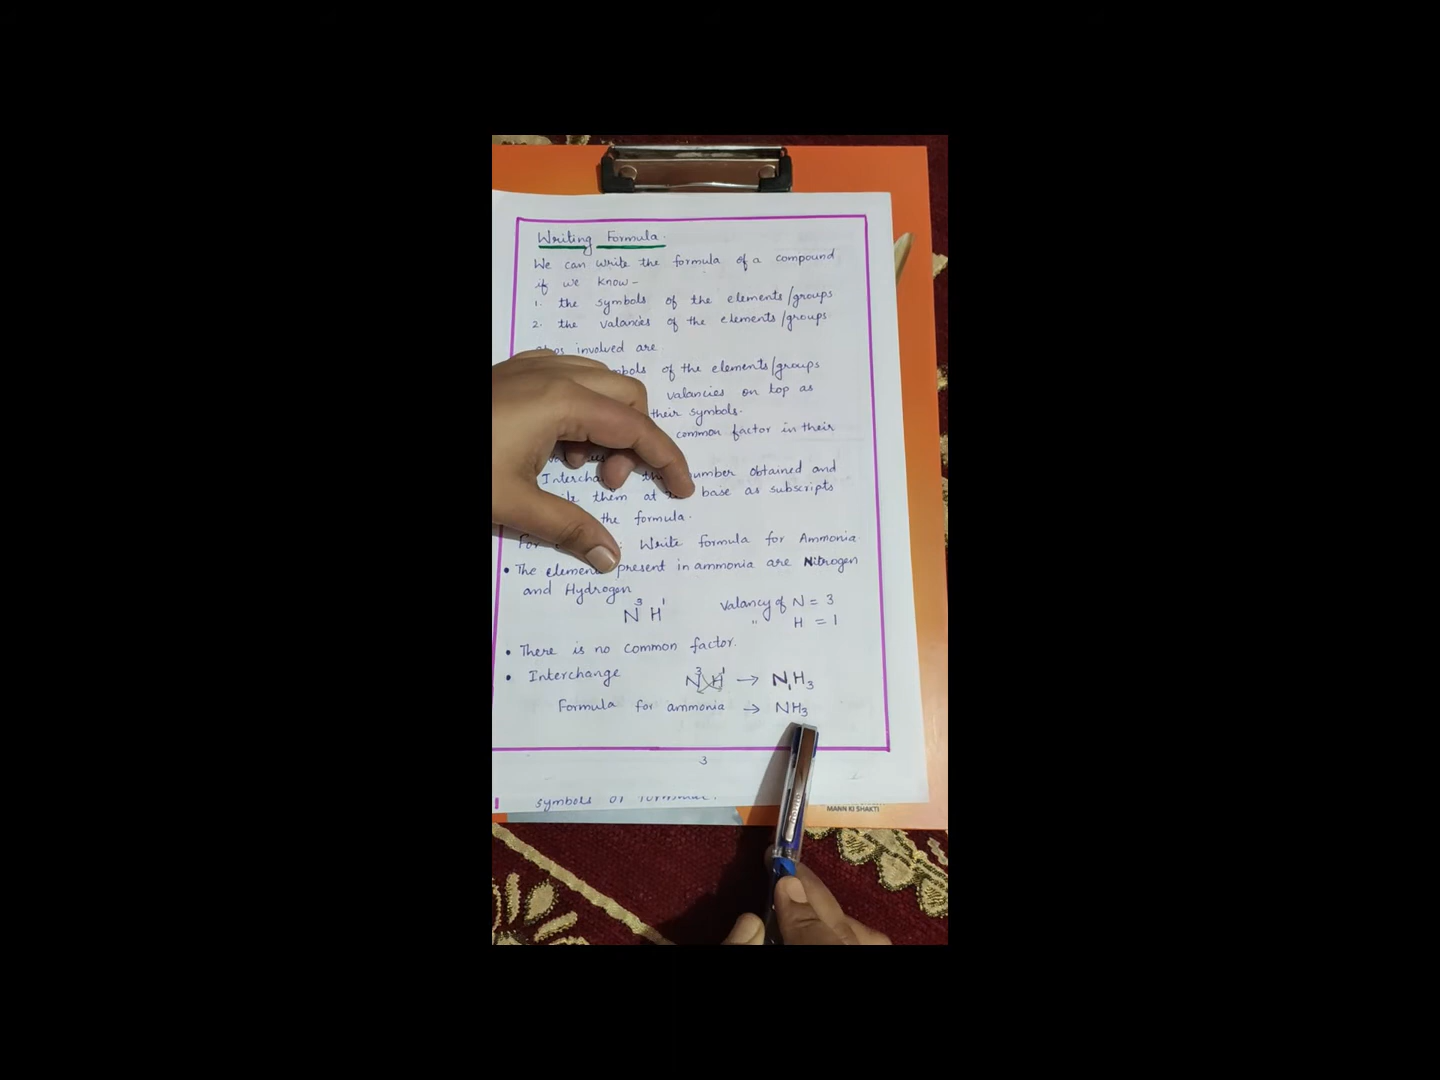 Writing Formula.
We can write the formula of a compound
if we know-
1. the symbols of the elements/groups
2. the valancies of the elements/groups
involved are
of the elements/groups
valancies on top as
their symbols.
common factor in their
number obtained and
them at base as subscripts
the formula.
: Write formula for Ammonia
• The present in ammonia are Nitrogen
and Hydrogen
N³ H¹ Valancy of N = 3
" H = 1
• There is no common factor.
• Interchange N³ H¹ → N₁H₃
Formula for ammonia → NH₃
3
symbols
MANN KI SHAKTI